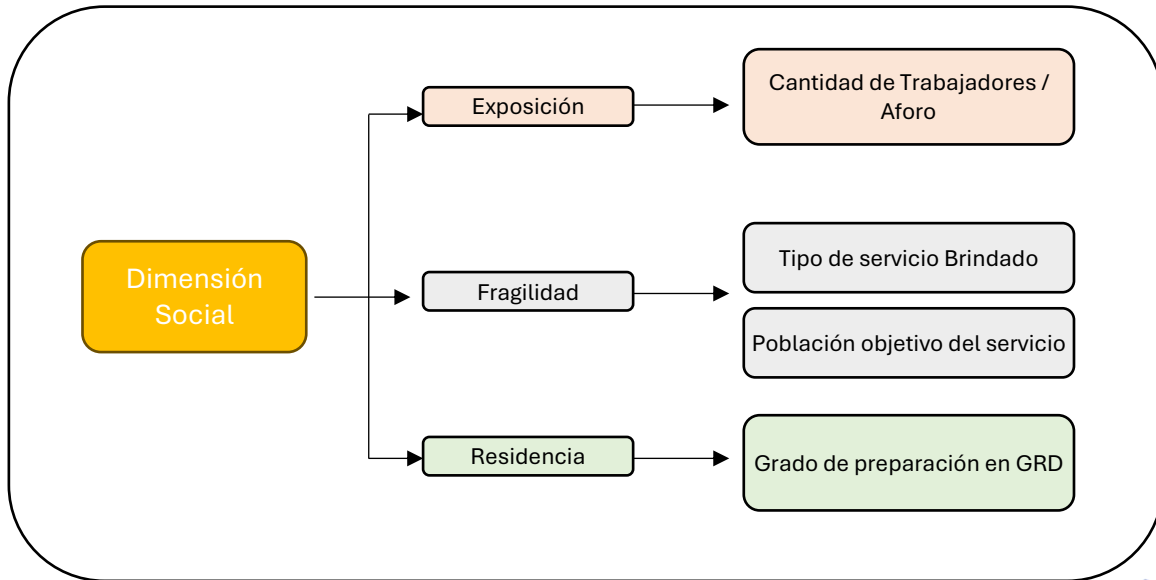 Exposición
Cantidad de Trabajadores /
Aforo
Dimensión
Social
Fragilidad
Tipo de servicio Brindado
Población objetivo del servicio
Residencia
Grado de preparación en GRD